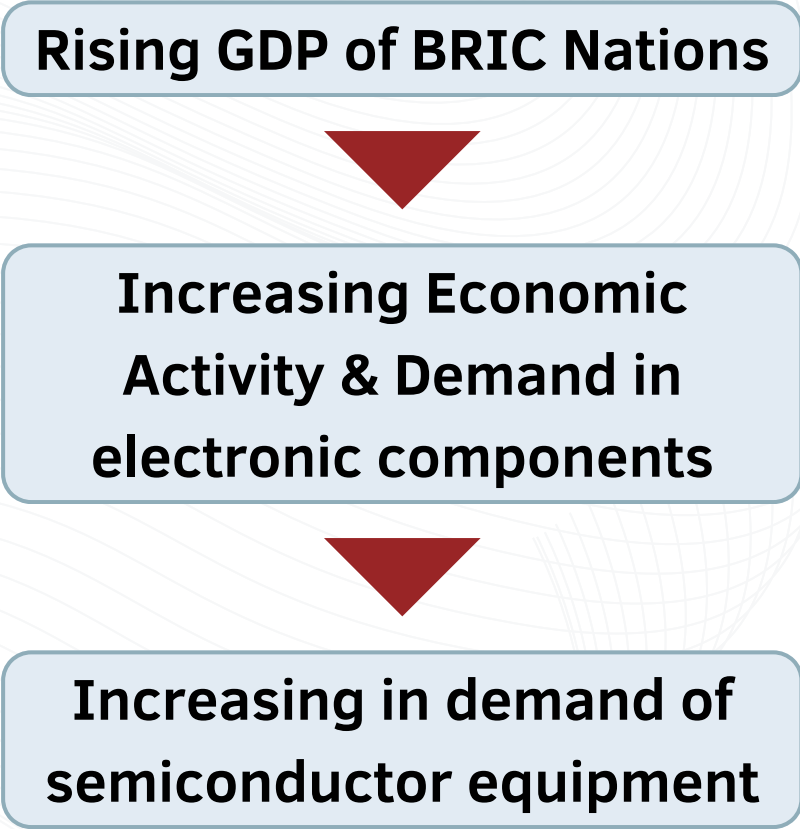 Rising GDP of BRIC Nations
Increasing Economic
Activity & Demand in
electronic components
Increasing in demand of
semiconductor equipment